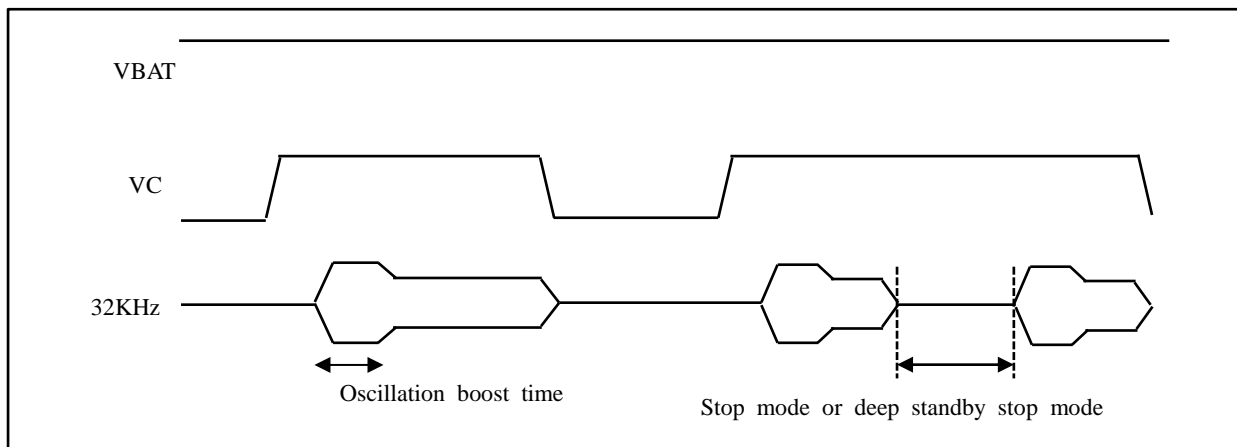 VBAT
VC
32KHz
Oscillation boost time
Stop mode or deep standby stop mode